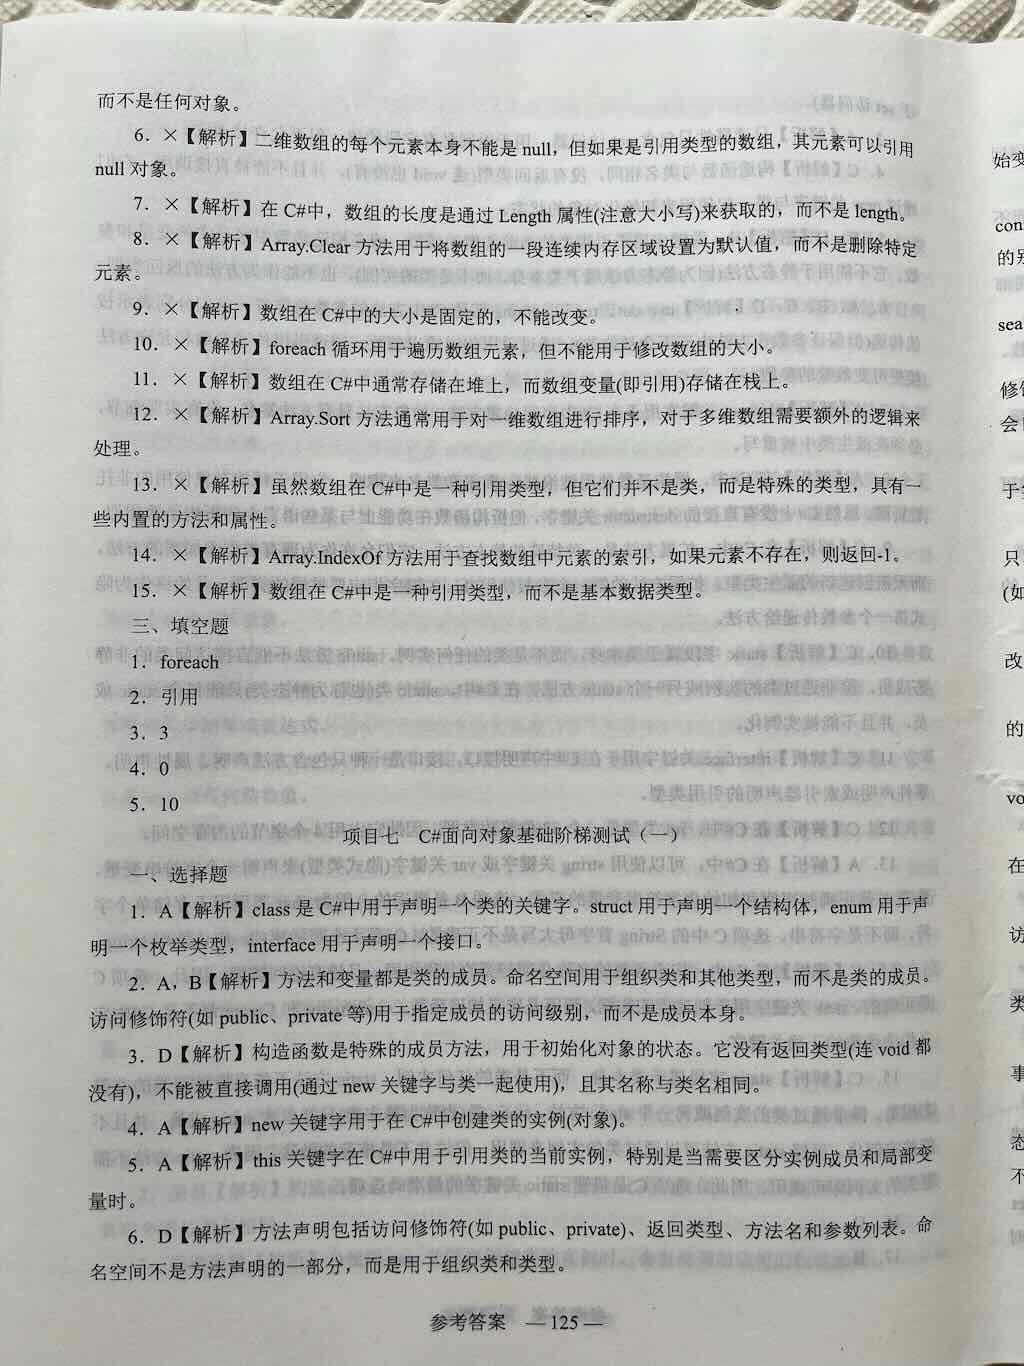 而不是任何对象。
6．×【解析】二维数组的每个元素本身不能是 null，但如果是引用类型的数组，其元素可以引用
null 对象。
7．×【解析】在 C#中，数组的长度是通过 Length 属性(注意大小写)来获取的，而不是 length。
8．×【解析】Array.Clear 方法用于将数组的一段连续内存区域设置为默认值，而不是删除特定
元素。
9．×【解析】数组在 C#中的大小是固定的，不能改变。
10．×【解析】foreach 循环用于遍历数组元素，但不能用于修改数组的大小。
11．×【解析】数组在 C#中通常存储在堆上，而数组变量(即引用)存储在栈上。
12．×【解析】Array.Sort 方法通常用于对一维数组进行排序，对于多维数组需要额外的逻辑来
处理。
13．×【解析】虽然数组在 C#中是一种引用类型，但它们并不是类，而是特殊的类型，具有一
些内置的方法和属性。
14．×【解析】Array.IndexOf 方法用于查找数组中元素的索引，如果元素不存在，则返回-1。
15．×【解析】数组在 C#中是一种引用类型，而不是基本数据类型。
三、填空题
1．foreach
2．引用
3．3
4．0
5．10
项目七 C#面向对象基础阶梯测试（一）
一、选择题
1．A【解析】class 是 C#中用于声明一个类的关键字。struct 用于声明一个结构体，enum 用于声
明一个枚举类型，interface 用于声明一个接口。
2．A，B【解析】方法和变量都是类的成员。命名空间用于组织类和其他类型，而不是类的成员。
访问修饰符(如 public、private 等)用于指定成员的访问级别，而不是成员本身。
3．D【解析】构造函数是特殊的成员方法，用于初始化对象的状态。它没有返回类型(连 void 都
没有)，不能被直接调用(通过 new 关键字与类一起使用)，且其名称与类名相同。
4．A【解析】new 关键字用于在 C#中创建类的实例(对象)。
5．A【解析】this 关键字在 C#中用于引用类的当前实例，特别是当需要区分实例成员和局部变
量时。
6．D【解析】方法声明包括访问修饰符(如 public、private)、返回类型、方法名和参数列表。命
名空间不是方法声明的一部分，而是用于组织类和类型。
参考答案 —125—
始变
con
的别
sea
修饰
会
于
只
(如
改
的
vo
在
访
类
事
态
不